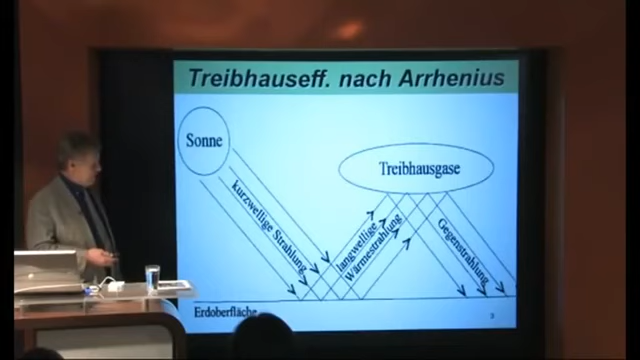 Treibhauseff. nach Arrhenius
Sonne
Treibhausgase
kurzwellige Strahlung
langwellige
Wärmestrahlung
Gegenstrahlung
Erdoberfläche
3